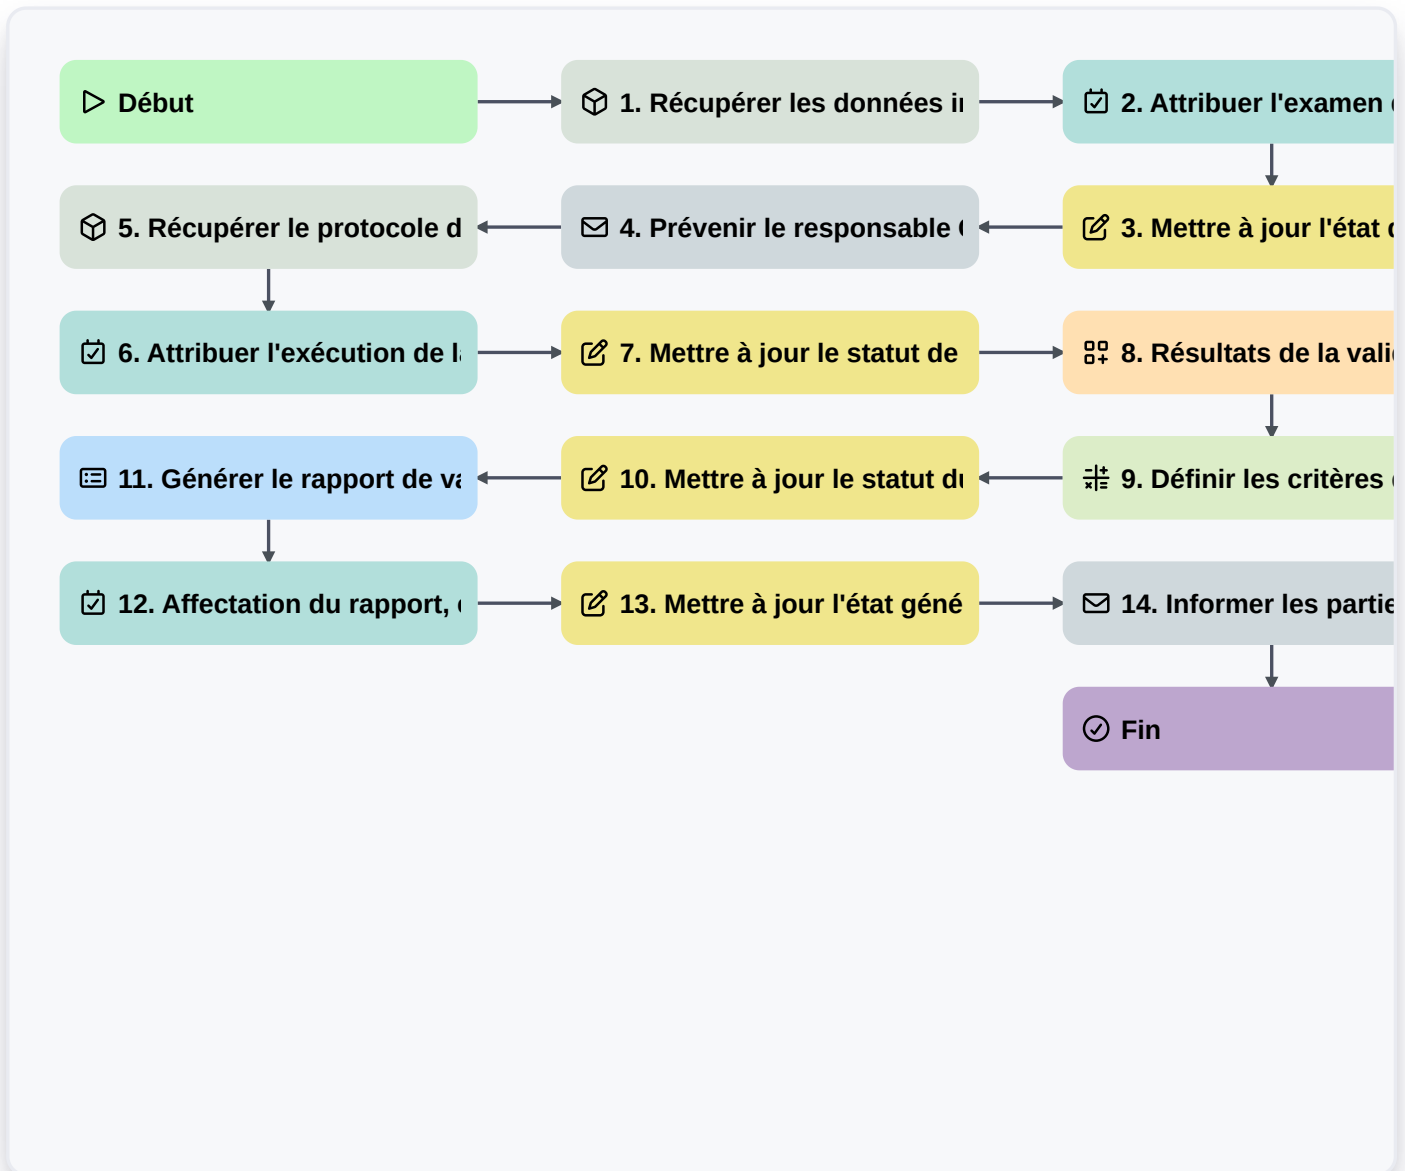 Début
1. Récupérer les données
2. Attribuer l'examen
5. Récupérer le protocole
4. Prévenir le responsable
3. Mettre à jour l'état
6. Attribuer l'exécution de
7. Mettre à jour le statut de
8. Résultats de la
11. Générer le rapport de
10. Mettre à jour le statut
9. Définir les critères
12. Affectation du rapport,
13. Mettre à jour l'état
14. Informer les
Fin